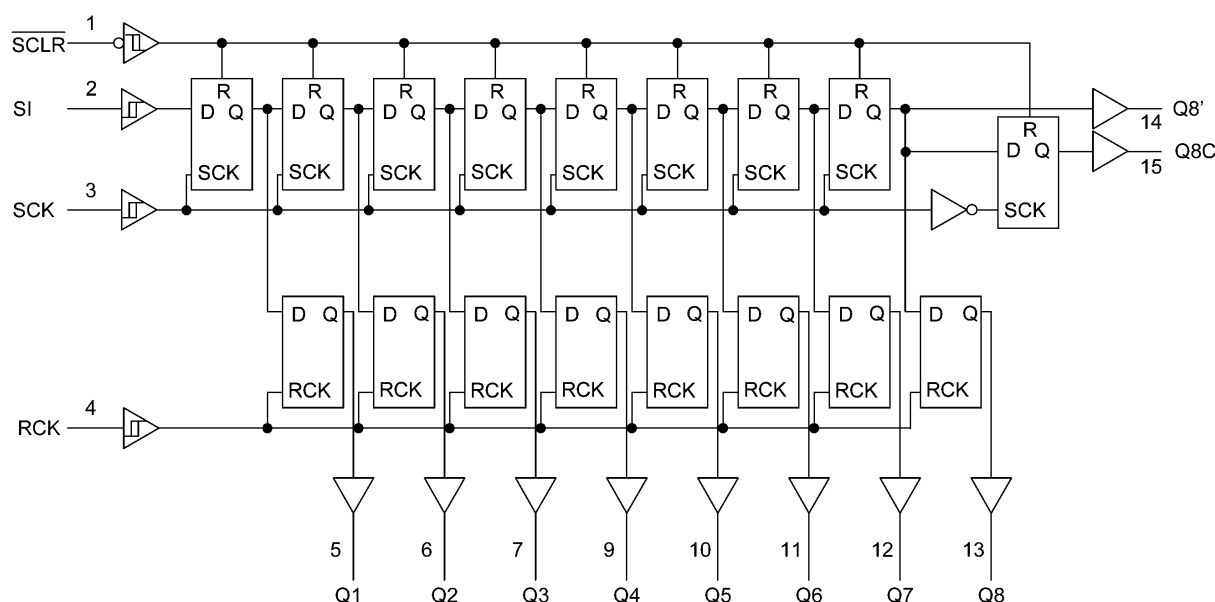 SCLR 1
R R R R R R R R
SI 2 D Q D Q D Q D Q D Q D Q D Q D Q 14 Q8'
R
D Q 15 Q8C
SCK SCK SCK SCK SCK SCK SCK SCK
SCK 3 SCK
D Q D Q D Q D Q D Q D Q D Q D Q
RCK RCK RCK RCK RCK RCK RCK RCK
RCK 4
5 6 7 9 10 11 12 13
Q1 Q2 Q3 Q4 Q5 Q6 Q7 Q8